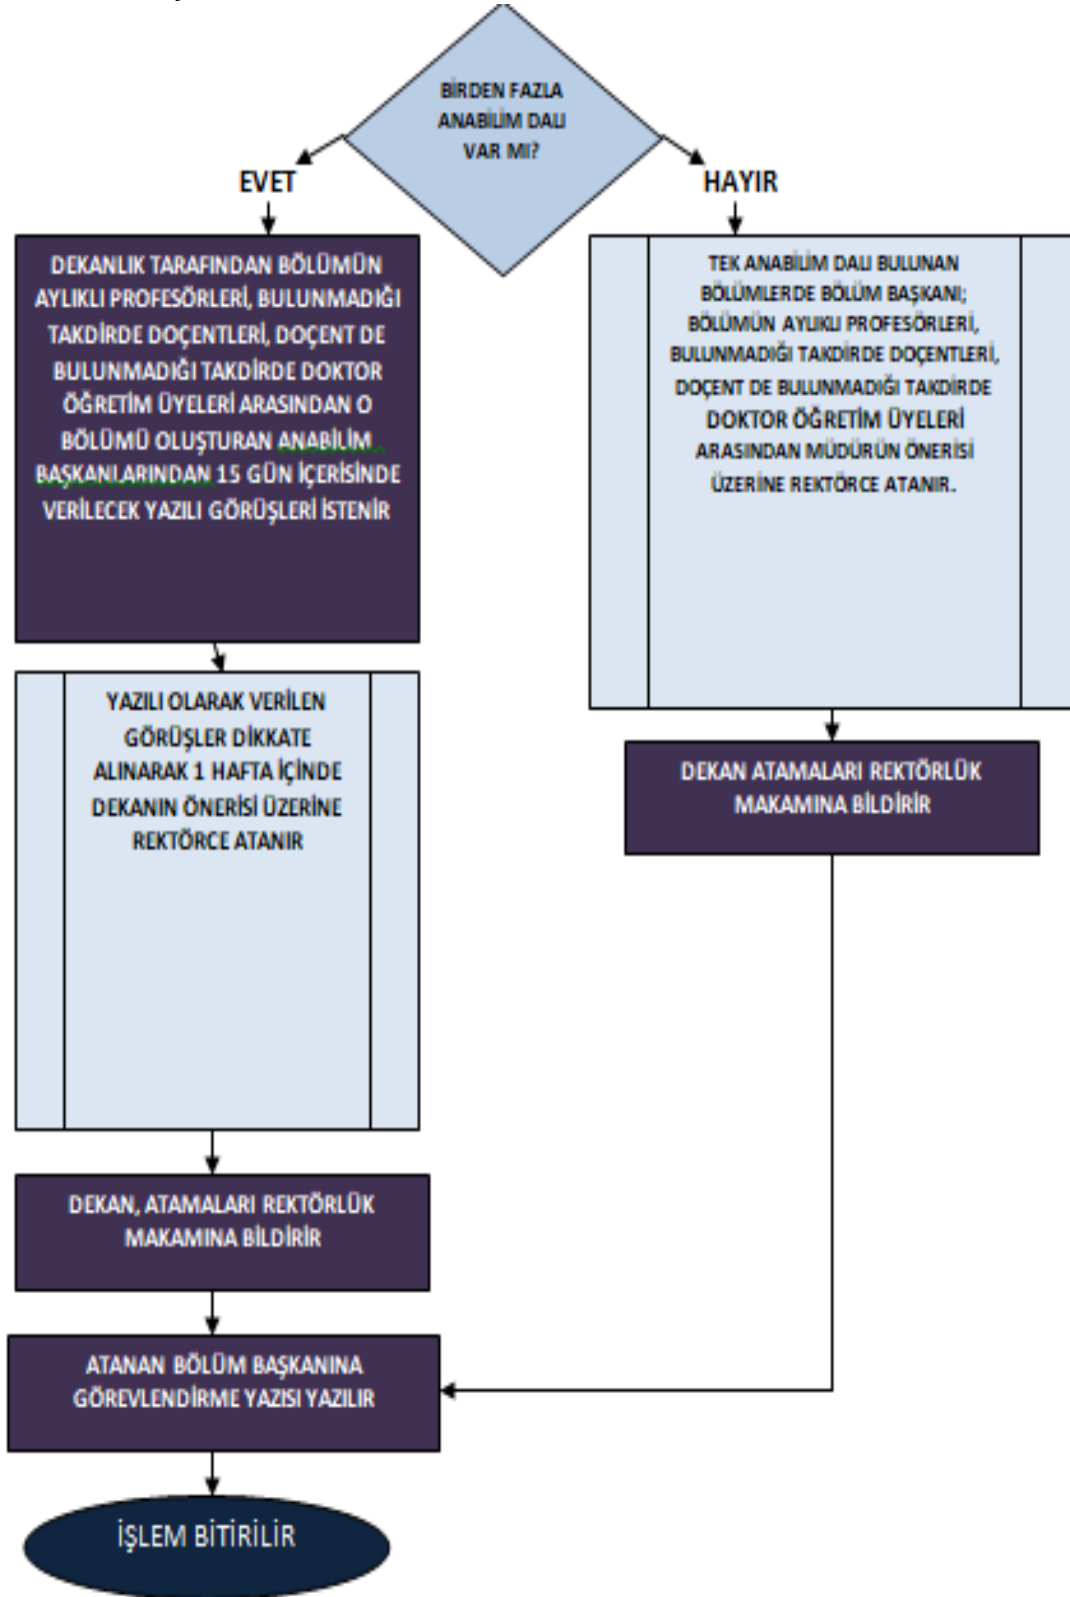 BİRDEN FAZLA
ANABİLİM DALI
VAR MI?
EVET
HAYIR
DEKANLIK TARAFINDAN BÖLÜMÜN
AYLIKLI PROFESÖRLERİ, BULUNMADIĞI
TAKDİRDE DOÇENTLERİ, DOÇENT DE
BULUNMADIĞI TAKDİRDE DOKTOR
ÖĞRETİM ÜYELERİ ARASINDAN O
BÖLÜMÜ OLUŞTURAN ANABİLİM
BAŞKANLARINDAN 15 GÜN İÇERİSİNDE
VERİLECEK YAZILI GÖRÜŞLERİ İSTENİR
TEK ANABİLİM DALI BULUNAN
BÖLÜMLERDE BÖLÜM BAŞKANI;
BÖLÜMÜN AYLIKLI PROFESÖRLERİ,
BULUNMADIĞI TAKDİRDE DOÇENTLERİ,
DOÇENT DE BULUNMADIĞI TAKDİRDE
DOKTOR ÖĞRETİM ÜYELERİ
ARASINDAN MÜDÜRÜN ÖNERİSİ
ÜZERİNE REKTÖRCE ATANIR.
YAZILI OLARAK VERİLEN
GÖRÜŞLER DİKKATE
ALINARAK 1 HAFTA İÇİNDE
DEKANIN ÖNERİSİ ÜZERİNE
REKTÖRCE ATANIR
DEKAN ATAMALARI REKTÖRLÜK
MAKAMINA BİLDİRİR
DEKAN, ATAMALARI REKTÖRLÜK
MAKAMINA BİLDİRİR
ATANAN BÖLÜM BAŞKANINA
GÖREVLENDİRME YAZISI YAZILIR
İŞLEM BİTİRİLİR